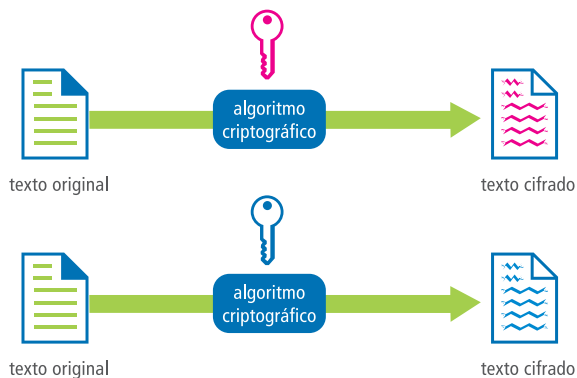 algoritmo
criptográfico
texto original
texto cifrado
algoritmo
criptográfico
texto original
texto cifrado